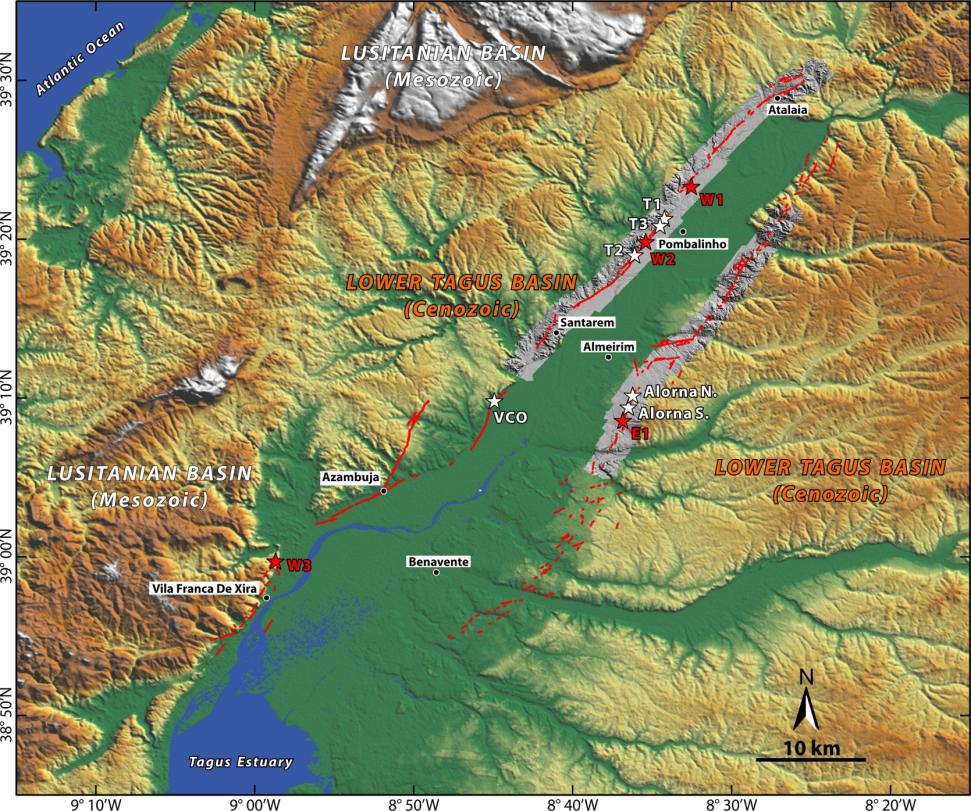 Atlantic Ocean
LUSITANIAN BASIN
(Mesozoic)
Atalaia
W1
T1
T3
Pombalinho
T2
W2
LOWER TAGUS BASIN
(Cenozoic)
Santarem
Almeirim
Alorna N.
Alorna S.
VCO
E1
LUSITANIAN BASIN
(Mesozoic)
Azambuja
LOWER TAGUS BASIN
(Cenozoic)
W3
Benavente
Vila Franca De Xira
N
10 km
Tagus Estuary
39° 30'N
39° 20'N
39° 10'N
39° 00'N
38° 50'N
9° 10'W
9° 00'W
8° 50'W
8° 40'W
8° 30'W
8° 20'W